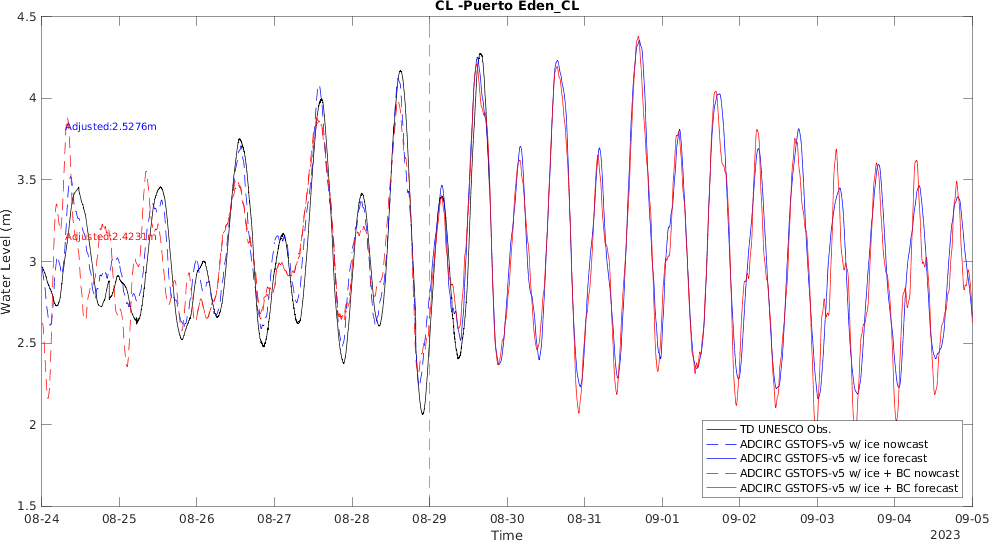 CL -Puerto Eden_CL
Water Level (m)
4.5
4
3.5
3
2.5
2
1.5
Adjusted:2.5276m
Adjusted:2.4231m
TD UNESCO Obs.
ADCIRC GSTOFS-v5 w/ ice nowcast
ADCIRC GSTOFS-v5 w/ ice forecast
ADCIRC GSTOFS-v5 w/ ice + BC nowcast
ADCIRC GSTOFS-v5 w/ ice + BC forecast
08-24 08-25 08-26 08-27 08-28 08-29 08-30 08-31 09-01 09-02 09-03 09-04 09-05
Time
2023